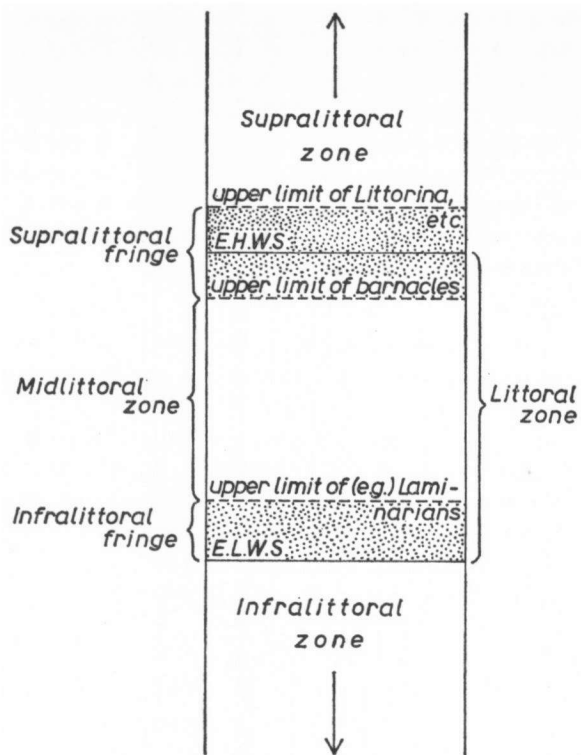 Supralittoral
zone
upper limit of Littorina,
etc
Supralittoral
fringe
E.H.W.S.
upper limit of barnacles
Midlittoral
zone
Littoral
zone
upper limit of (eg.) Lami-
narians
Infralittoral
fringe
E.L.W.S.
Infralittoral
zone